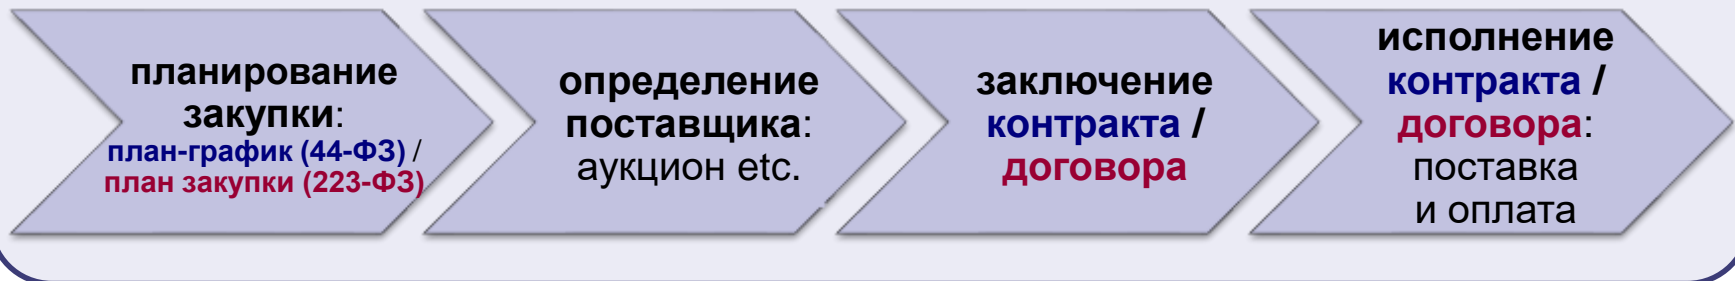 планирование
закупки:
план-график (44-ФЗ) /
план закупки (223-ФЗ)
определение
поставщика:
аукцион etc.
заключение
контракта /
договора
исполнение
контракта /
договора:
поставка
и оплата